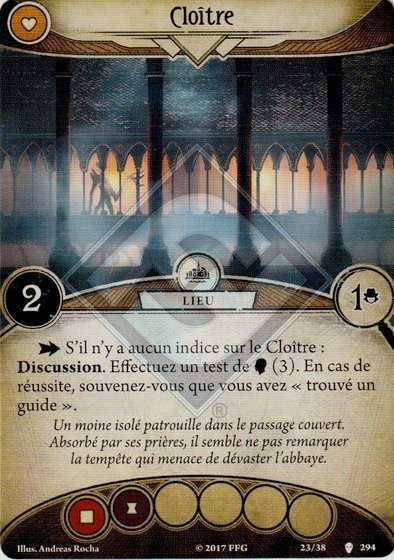 Cloître
2
LIEU
1
S'il n'y a aucun indice sur le Cloître :
Discussion. Effectuez un test de (3). En cas de
réussite, souvenez-vous que vous avez « trouvé un
guide ».
Un moine isolé patrouille dans le passage couvert.
Absorbé par ses prières, il semble ne pas remarquer
la tempête qui menace de dévaster l'abbaye.
Illus. Andreas Rocha © 2017 FFG 23/38 294
®